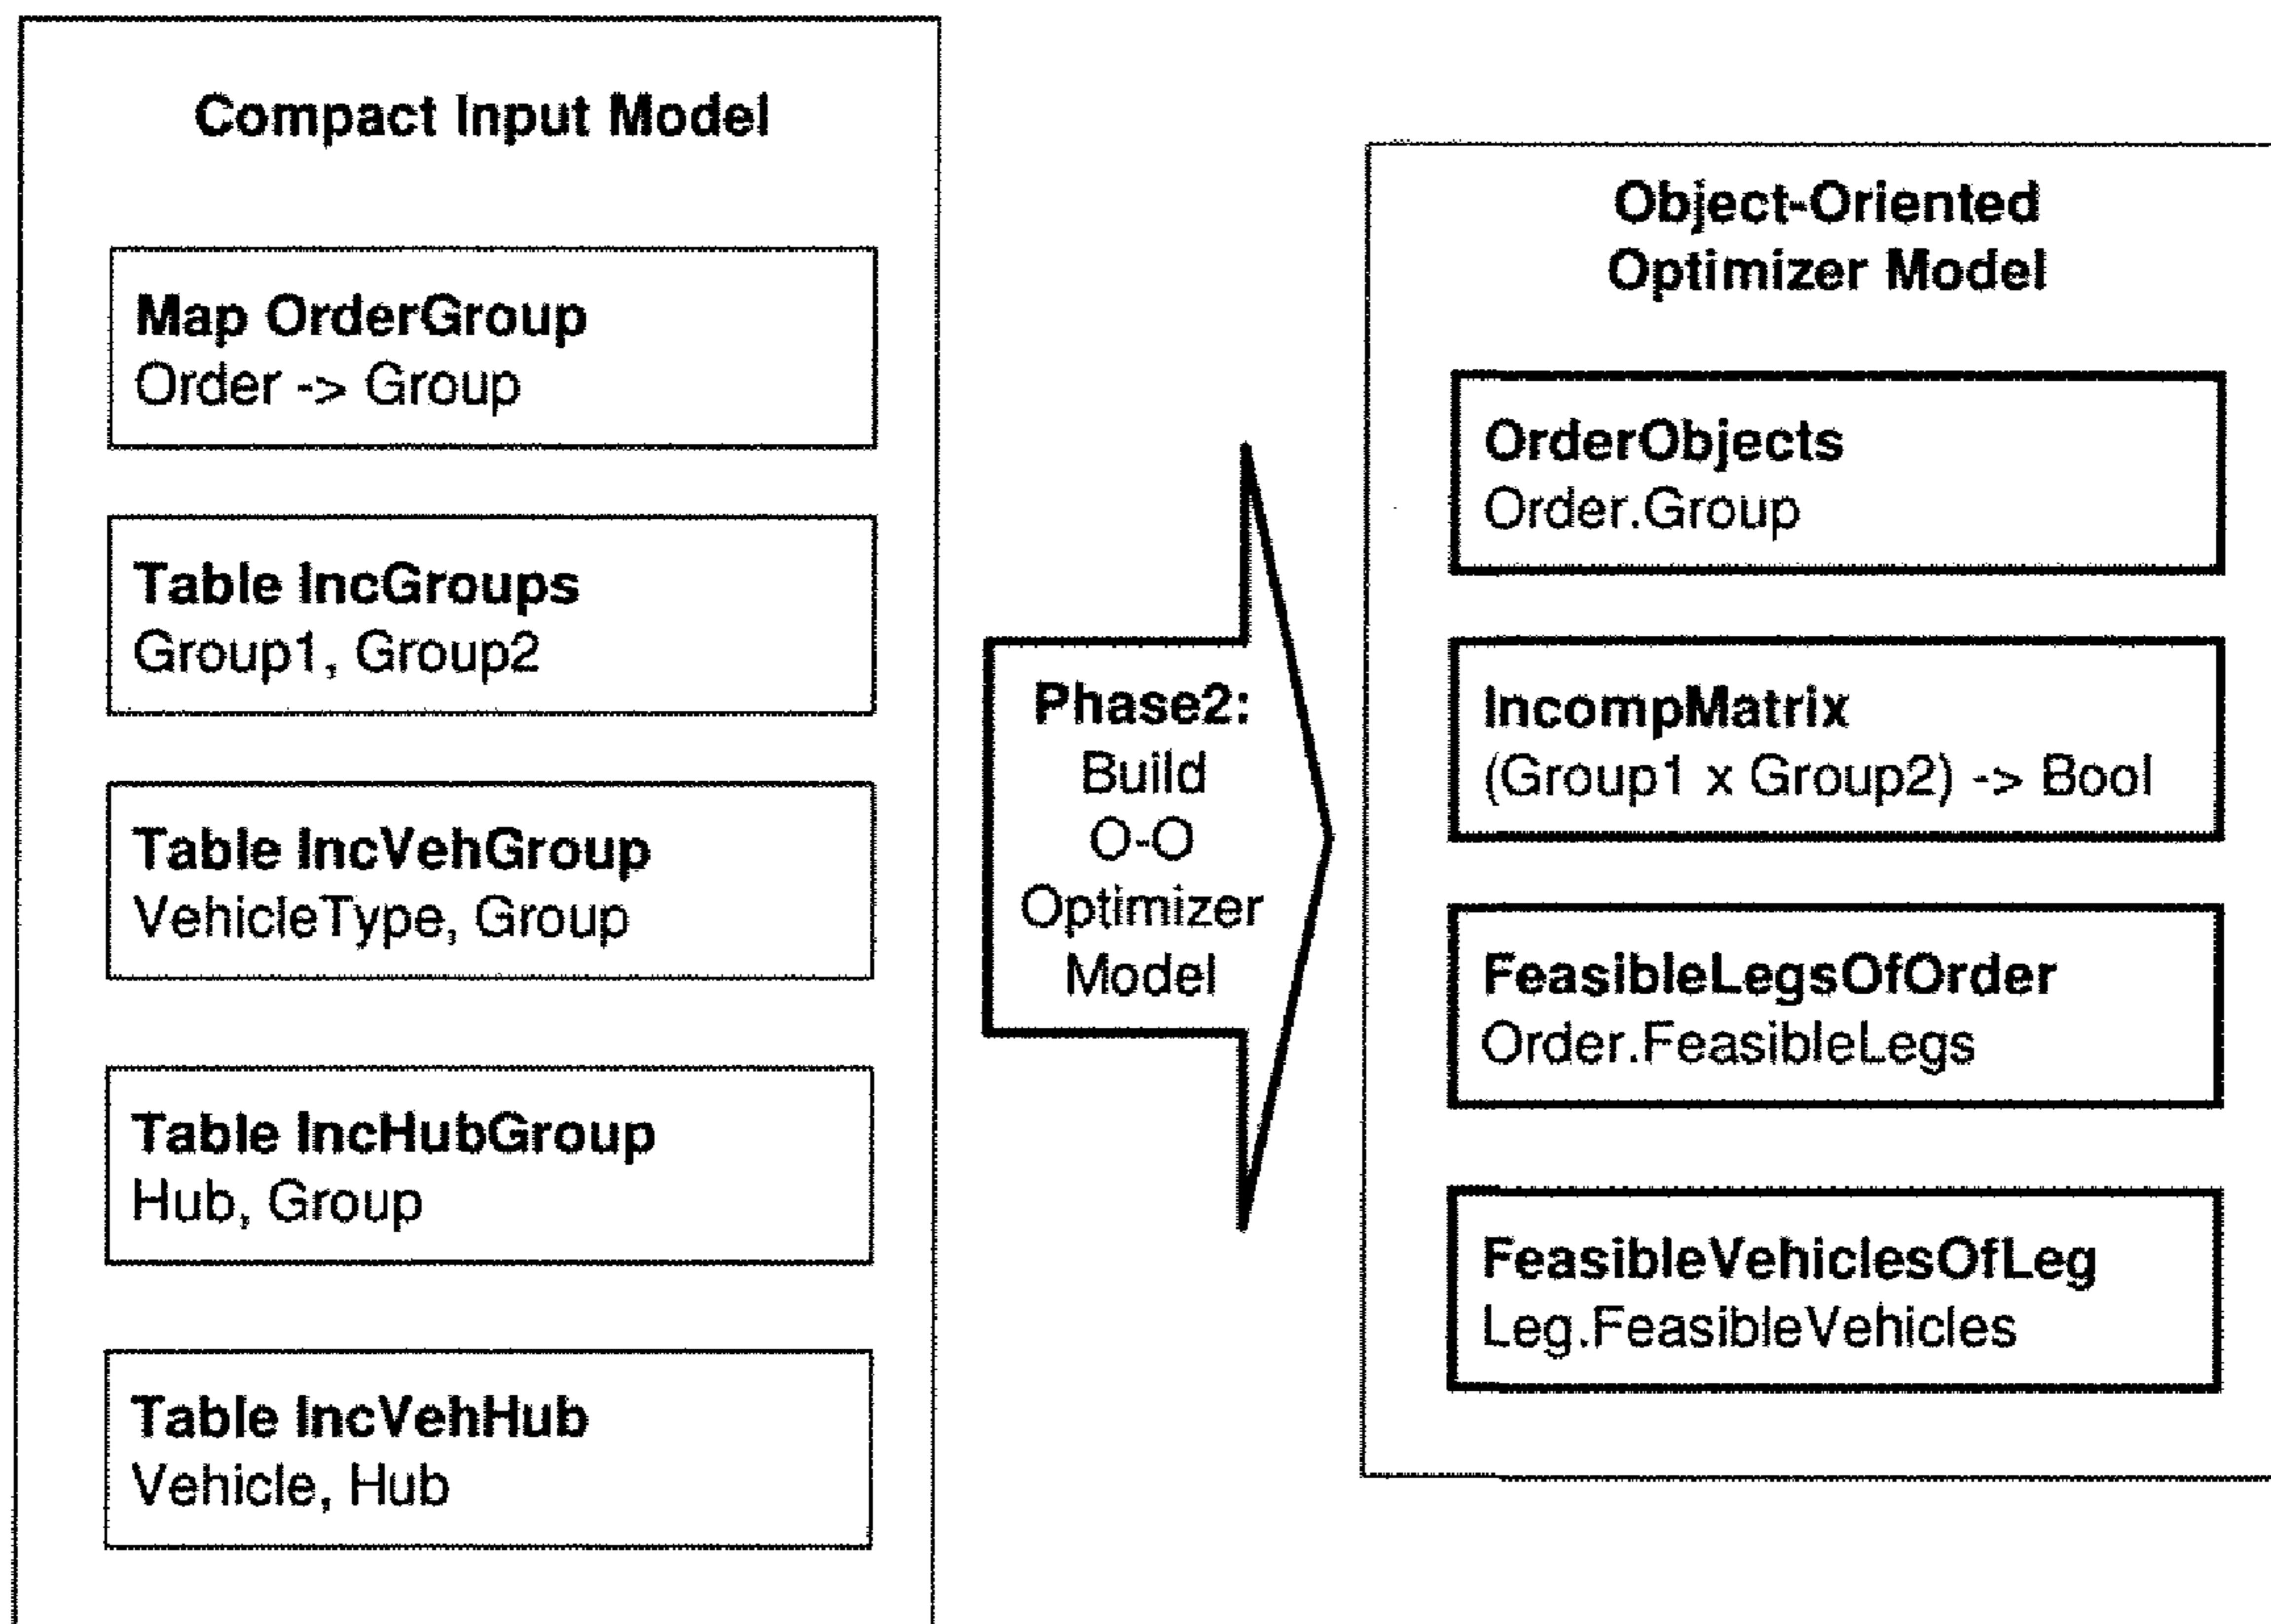 Compact Input Model
Map OrderGroup
Order -> Group
Table IncGroups
Group1, Group2
Table IncVehGroup
VehicleType, Group
Table IncHubGroup
Hub, Group
Table IncVehHub
Vehicle, Hub
Phase2:
Build
O-O
Optimizer
Model
Object-Oriented
Optimizer Model
OrderObjects
Order.Group
IncompMatrix
(Group1 x Group2) -> Bool
FeasibleLegsOfOrder
Order.FeasibleLegs
FeasibleVehiclesOfLeg
Leg.FeasibleVehicles